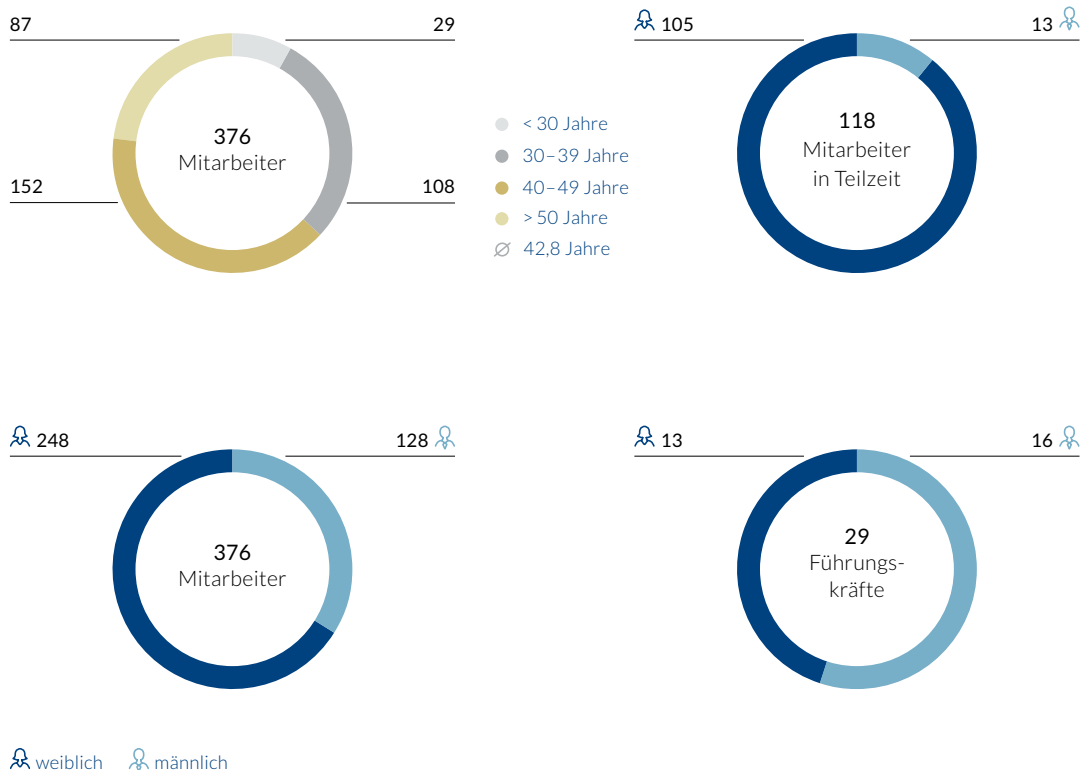 87
29
376
Mitarbeiter
152
108
< 30 Jahre
30–39 Jahre
40–49 Jahre
> 50 Jahre
Ø 42,8 Jahre
105
13
118
Mitarbeiter
in Teilzeit
248
128
376
Mitarbeiter
13
16
29
Führungs-
kräfte
weiblich männlich